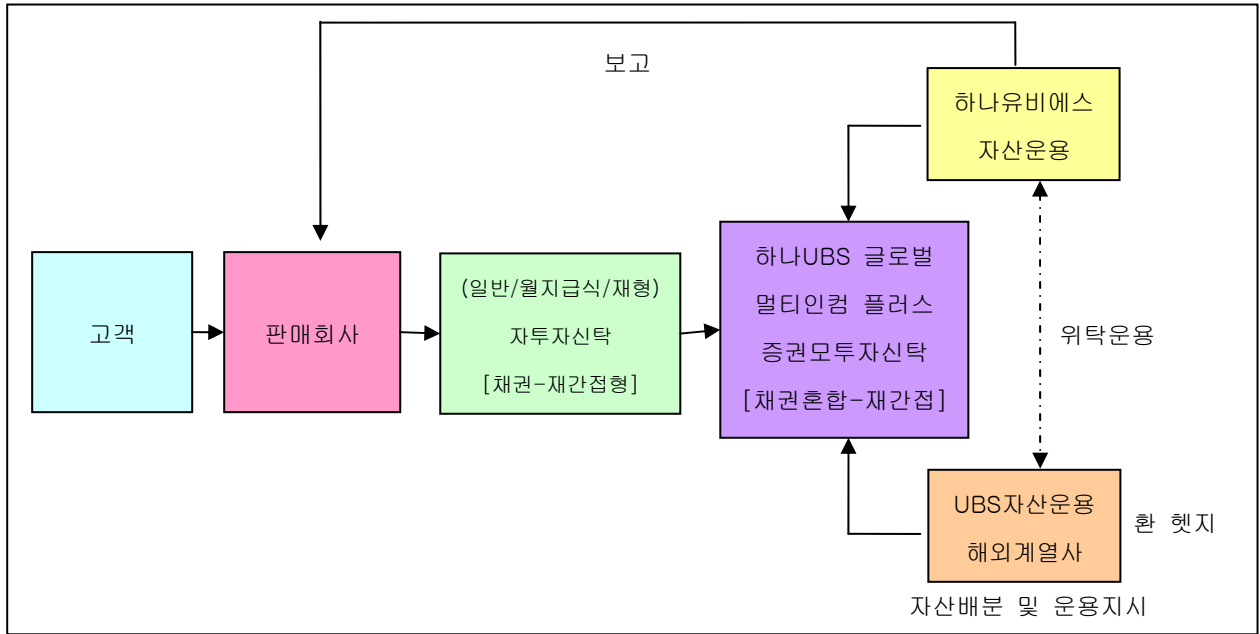 보고
하나유비에스
자산운용
고객
판매회사
(일반/월지급식/재형)
자투자신탁
[채권-재간접형]
하나UBS 글로벌
멀티인컴 플러스
증권모투자신탁
[채권혼합-재간접]
위탁운용
UBS자산운용
해외계열사
환 헷지
자산배분 및 운용지시